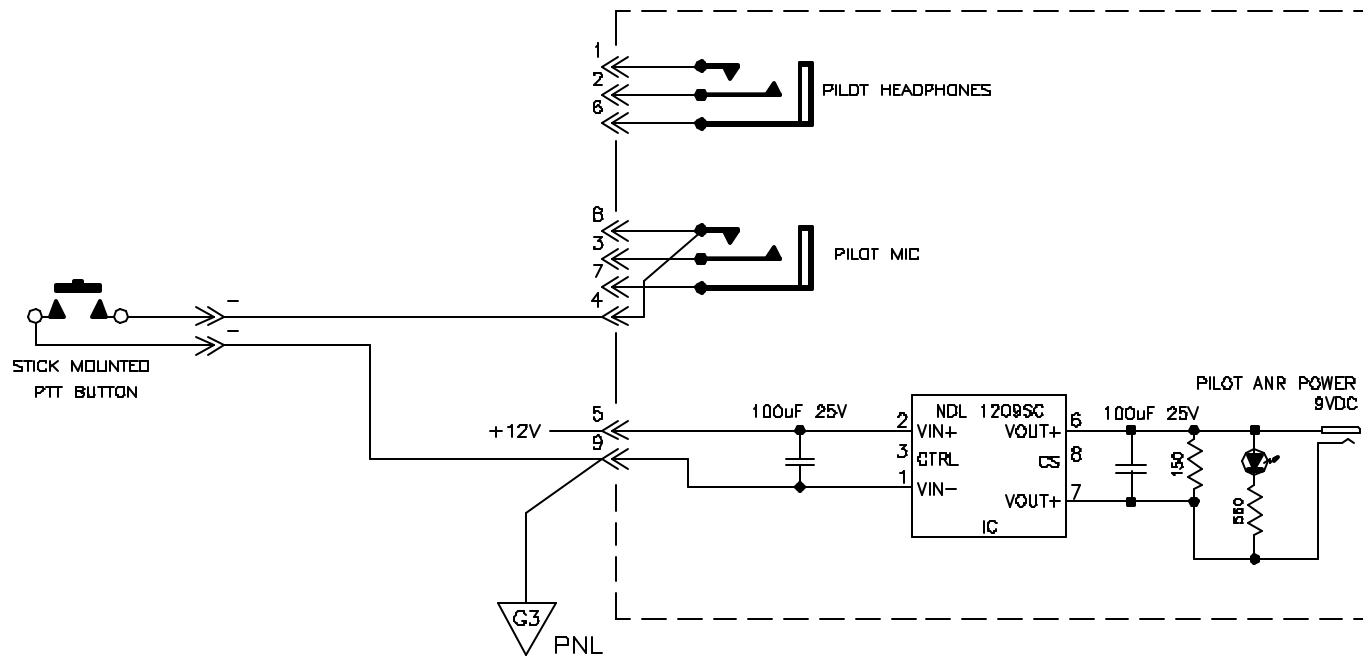 1
2
6
PILOT HEADPHONES
8
3
7
4
PILOT MIC
–
–
STICK MOUNTED
PTT BUTTON
PILOT ANR POWER
9VDC
5
+12V
9
100uF 25V
2
3
1
NDL 1209SC
VIN+
VOUT+
CTRL
CS
VIN-
VOUT+
IC
6
8
7
100uF 25V
150
G3
PNL